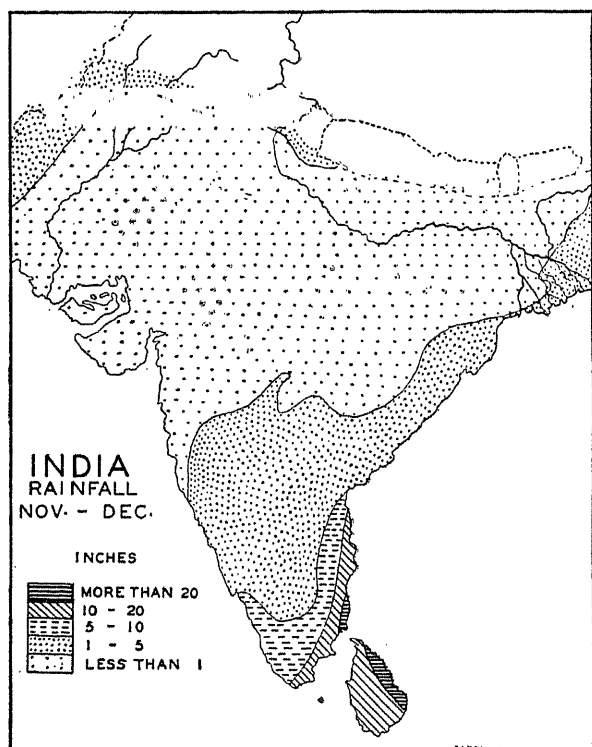 INDIA
RAINFALL
NOV. - DEC.
INCHES
MORE THAN 20
10 - 20
5 - 10
1 - 5
LESS THAN 1